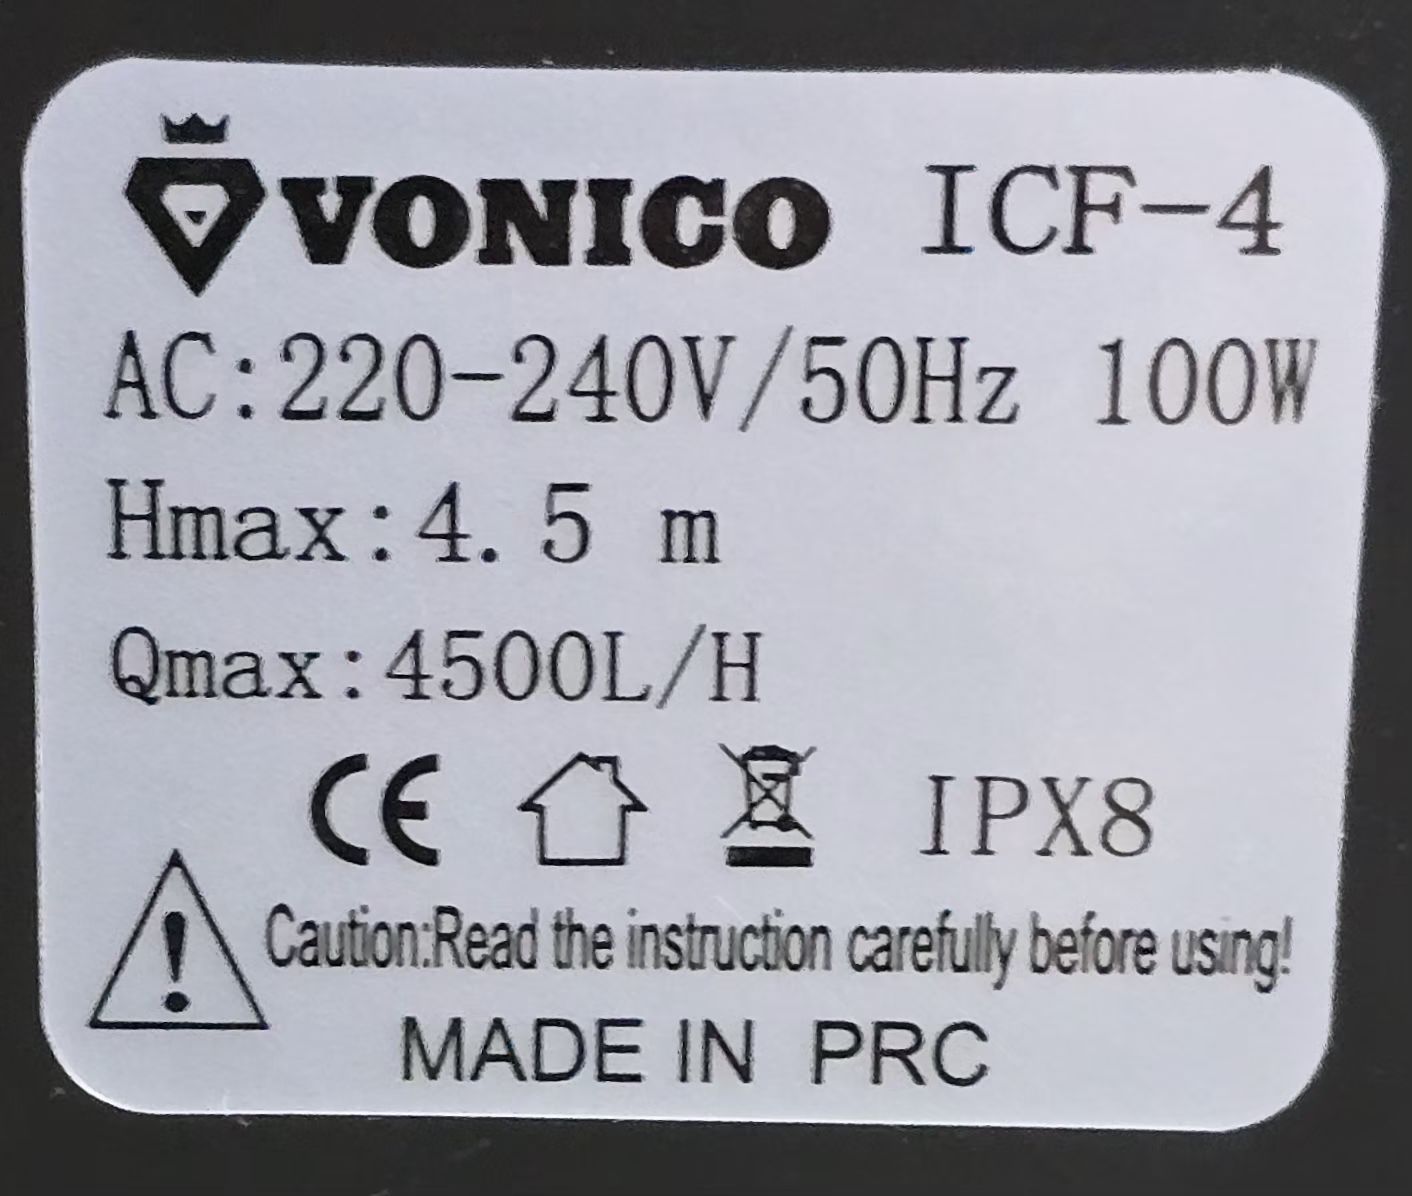 VONICO ICF-4
AC:220-240V/50Hz 100W
Hmax:4.5 m
Qmax:4500L/H
CE IPX8
Caution:Read the instruction carefully before using!
MADE IN PRC